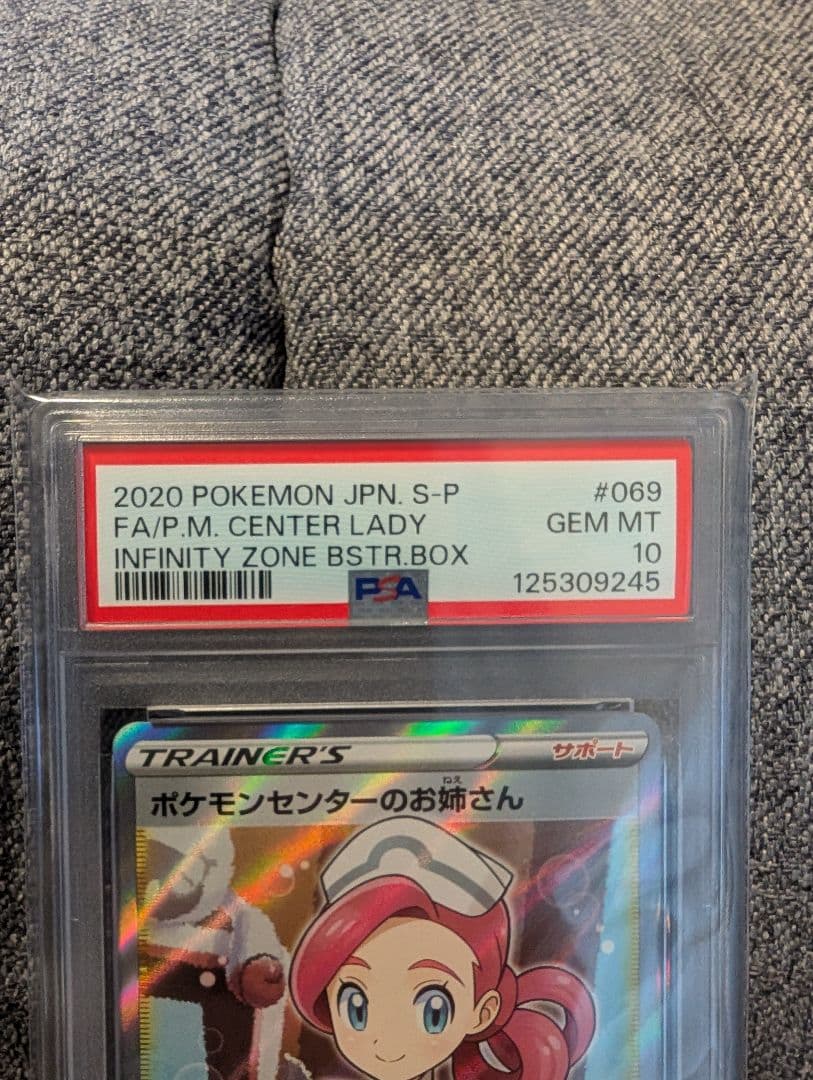 2020 POKEMON JPN. S-P #069
FA/P.M. CENTER LADY GEM MT
INFINITY ZONE BSTR.BOX 10
PSA 125309245
TRAINER'S サポート
ねえ
ポケモンセンターのお姉さん